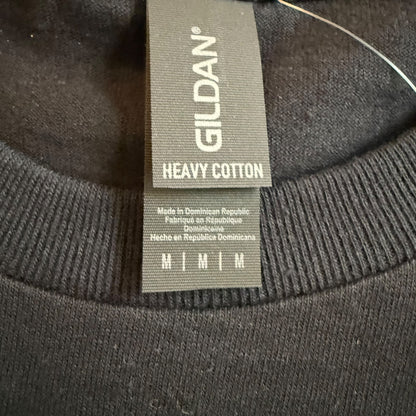 GILDAN®
HEAVY COTTON
Made in Dominican Republic
Fabriqué en République
Dominicaine
Hecho en República Dominicana
M | M | M